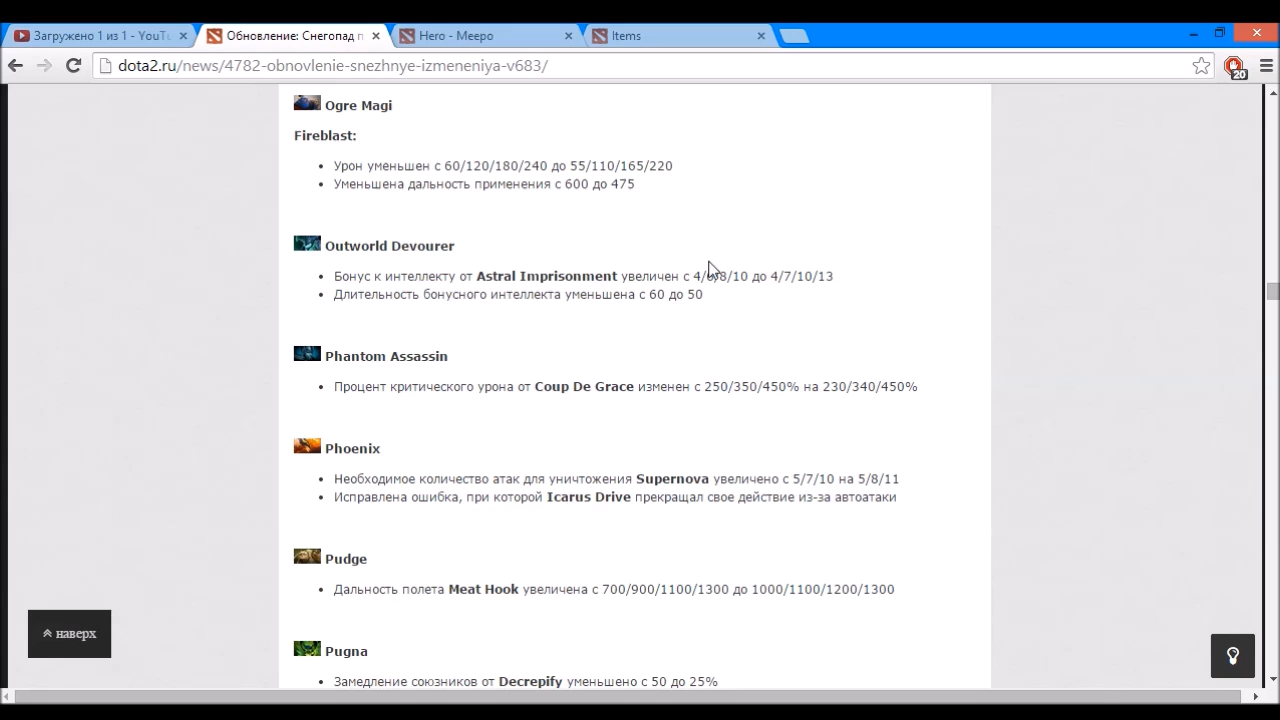 Загружено 1 из 1 - YouTu
Обновление: Снегопад п
Hero - Meepo
Items
dota2.ru/news/4782-obnovlenie-snezhnye-izmeneniya-v683/
20
Ogre Magi
Fireblast:
• Урон уменьшен с 60/120/180/240 до 55/110/165/220
• Уменьшена дальность применения с 600 до 475
Outworld Devourer
• Бонус к интеллекту от Astral Imprisonment увеличен с 4/6/8/10 до 4/7/10/13
• Длительность бонусного интеллекта уменьшена с 60 до 50
Phantom Assassin
• Процент критического урона от Coup De Grace изменен с 250/350/450% на 230/340/450%
Phoenix
• Необходимое количество атак для уничтожения Supernova увеличено с 5/7/10 на 5/8/11
• Исправлена ошибка, при которой Icarus Drive прекращал свое действие из-за автоатаки
Pudge
• Дальность полета Meat Hook увеличена с 700/900/1100/1300 до 1000/1100/1200/1300
наверх
Pugna
• Замедление союзников от Decrepify уменьшено с 50 до 25%